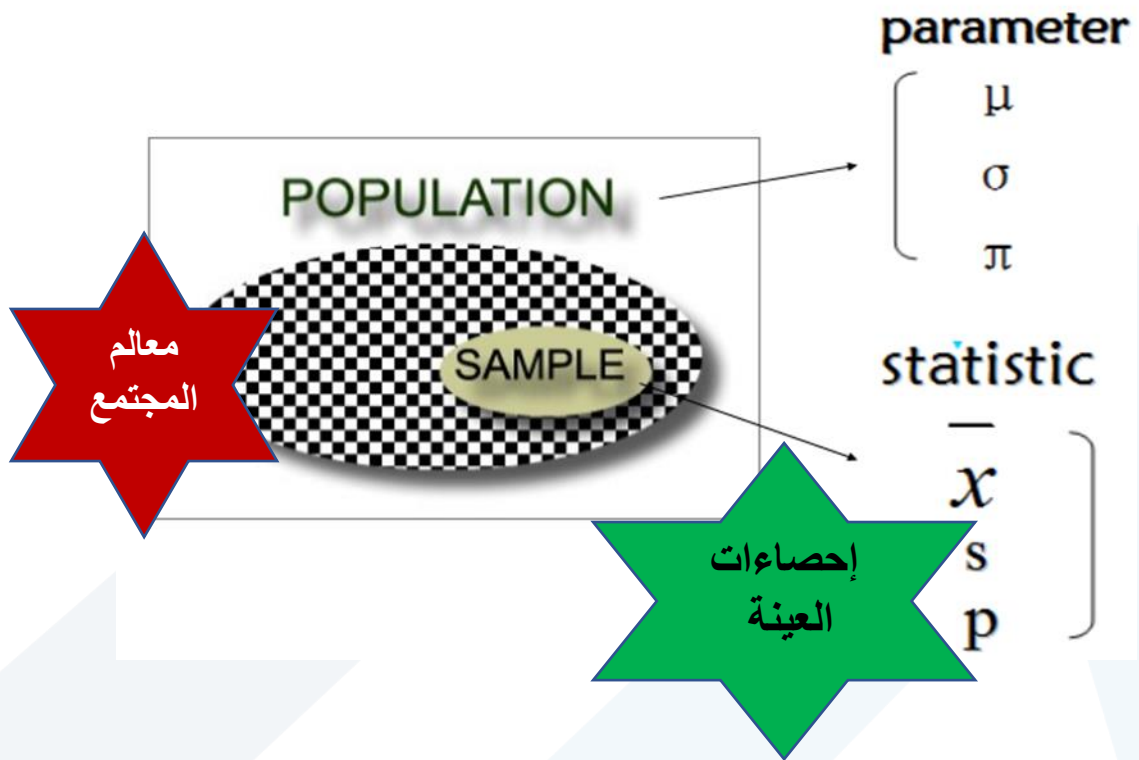 parameter
μ
σ
π
POPULATION
معالم
المجتمع
SAMPLE
statistic
x̄
s
p
إحصاءات
العينة